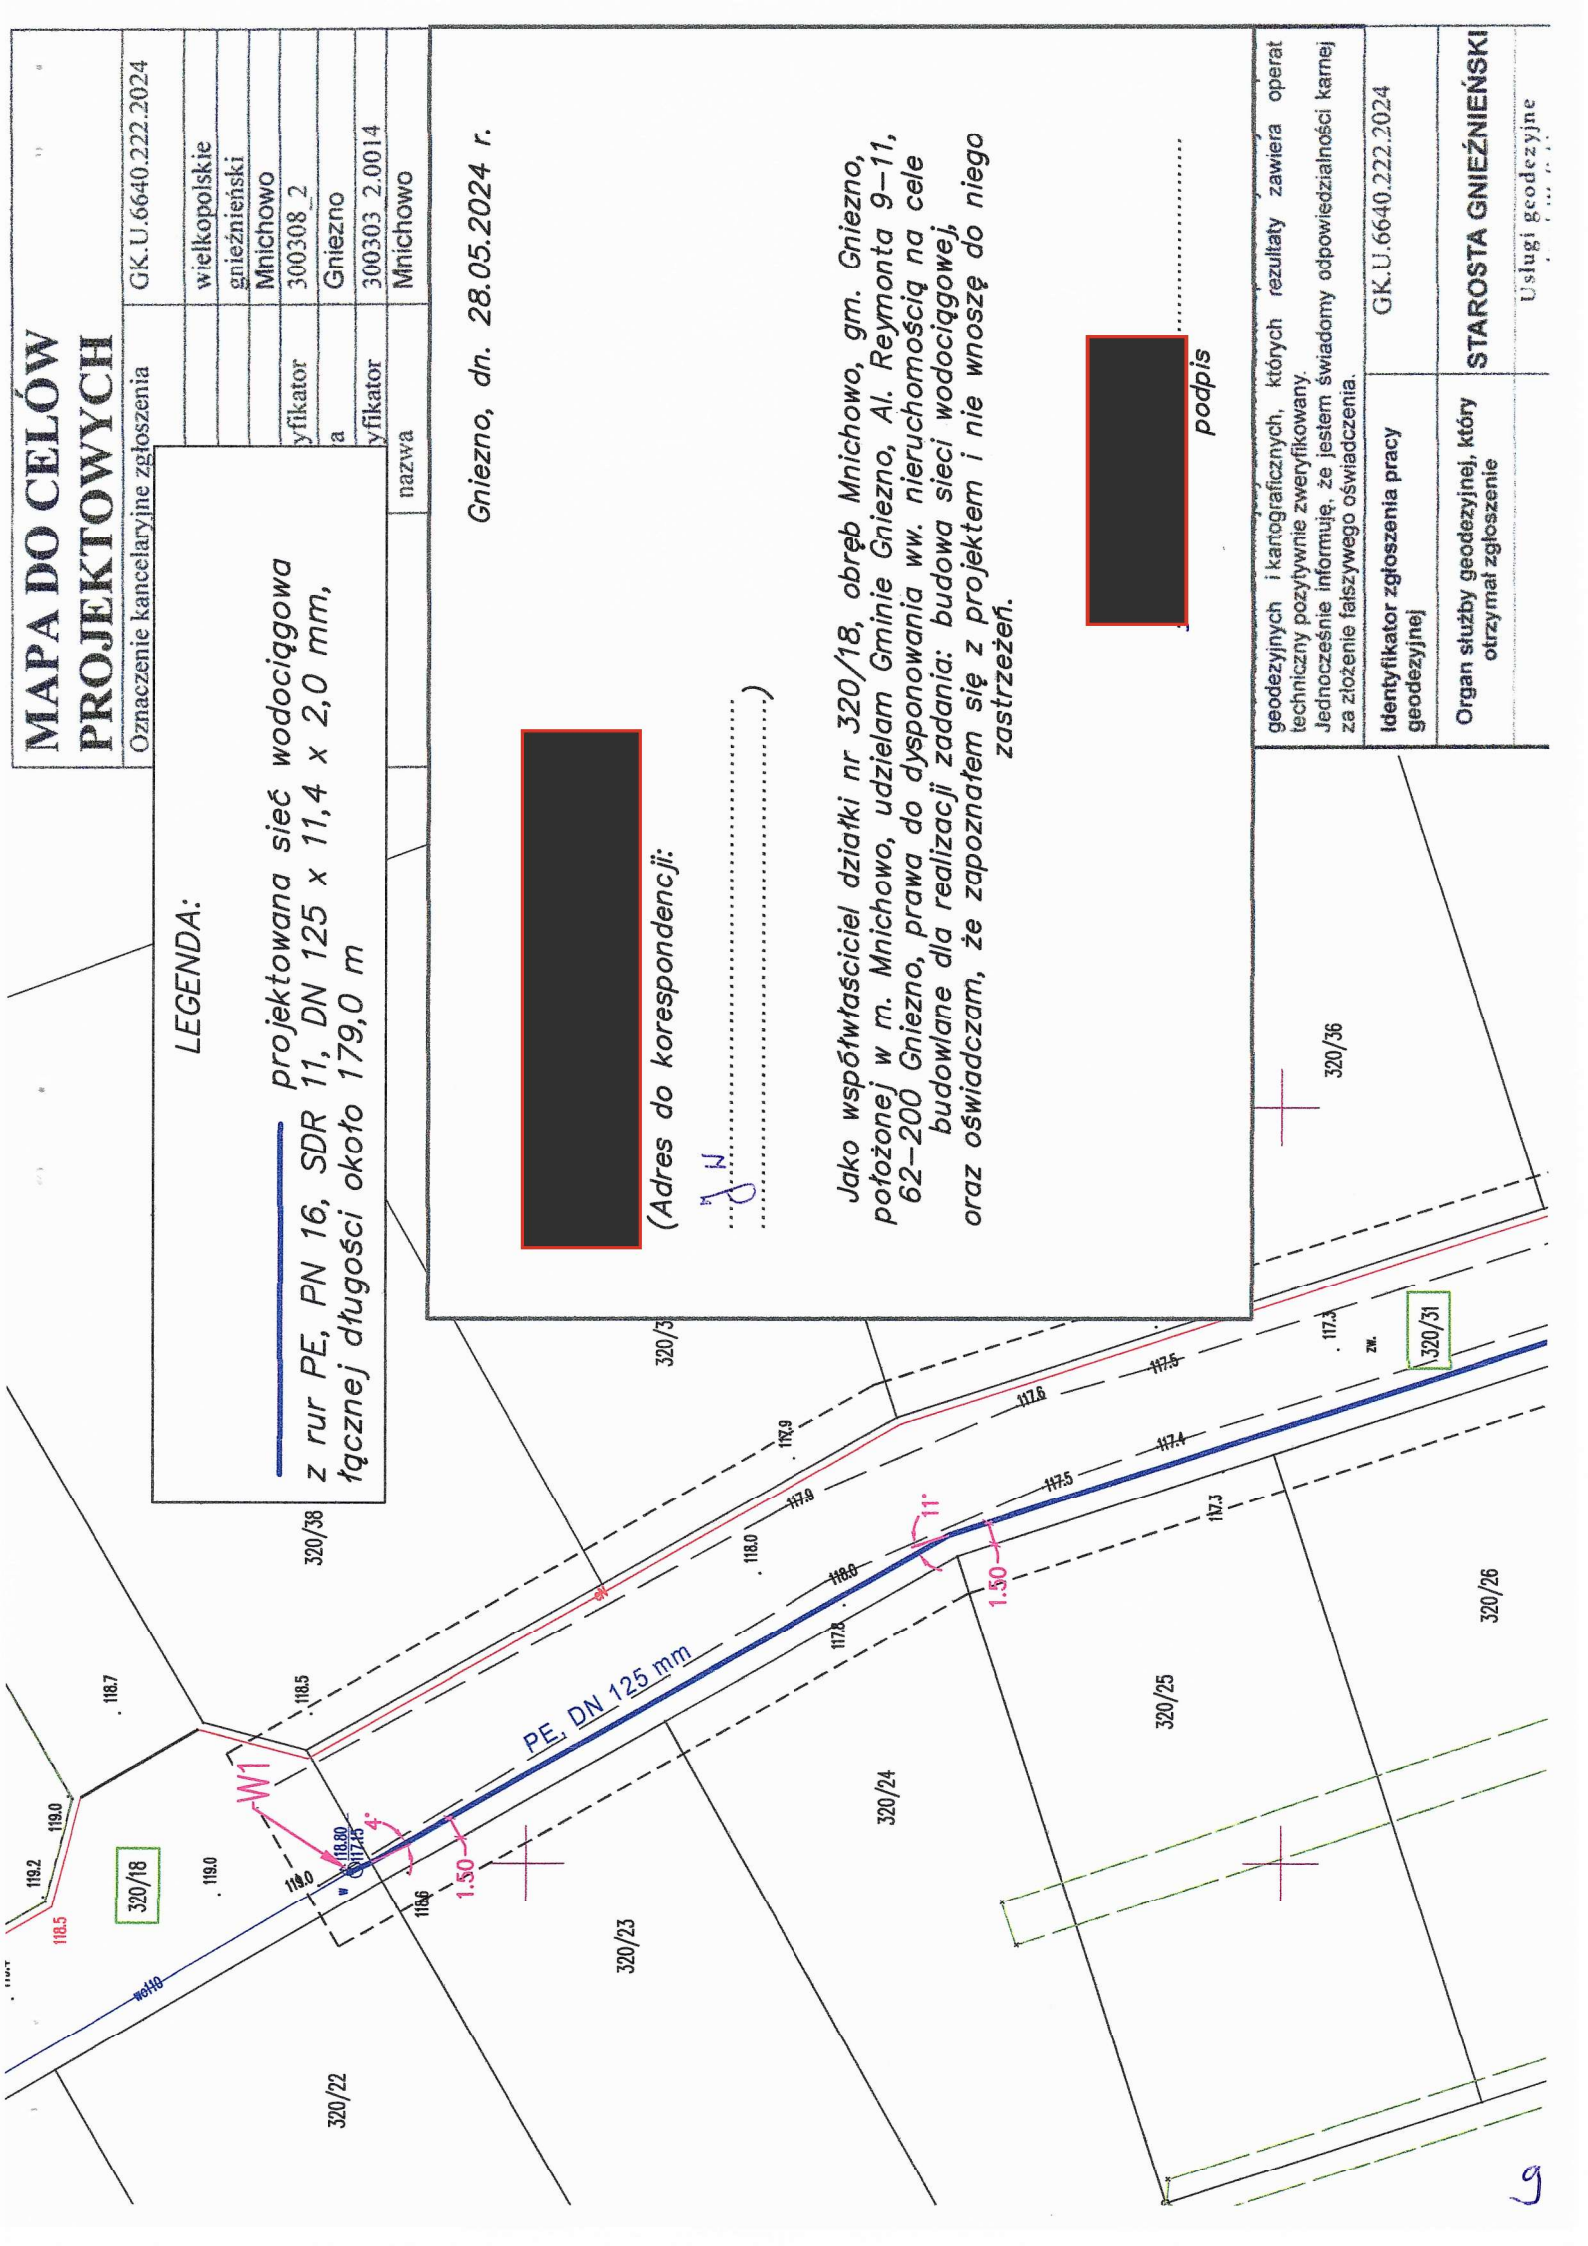 MAPA DO CELÓW
PROJEKTOWYCH
Oznaczenie kancelaryjne zgłoszenia GK.U.6640.222.2024
wielkopolskie
gnieźnieński
Mnichowo
yfikator 300308_2
a Gniezno
yfikator 300303_2.0014
nazwa Mnichowo
LEGENDA:
projektowana sieć wodociągowa
z rur PE, PN 16, SDR 11, DN 125 x 11,4 x 2,0 mm,
łącznej długości około 179,0 m
Gniezno, dn. 28.05.2024 r.
(Adres do korespondencji:
)
Jako współwłaściciel działki nr 320/18, obręb Mnichowo, gm. Gniezno,
położonej w m. Mnichowo, udzielam Gminie Gniezno, Al. Reymonta 9-11,
62-200 Gniezno, prawa do dysponowania ww. nieruchomością na cele
budowlane dla realizacji zadania: budowa sieci wodociągowej,
oraz oświadczam, że zapoznałem się z projektem i nie wnoszę do niego
zastrzeżeń.
podpis
geodezyjnych i kartograficznych, których rezultaty zawiera operat
techniczny pozytywnie zweryfikowany.
Jednocześnie informuję, że jestem świadomy odpowiedzialności karnej
za złożenie fałszywego oświadczenia.
Identyfikator zgłoszenia pracy
geodezyjnej
GK.U.6640.222.2024
Organ służby geodezyjnej, który
otrzymał zgłoszenie
STAROSTA GNIEŹNIEŃSKI
Usługi geodezyjne
118.7
119.0
119.2
118.5
320/18
119.0
118.5
W1
118.80
117.15
4°
119.0
w
118.6
1.50
wo110
320/22
320/23
320/24
320/25
320/26
320/38
320/3
320/36
320/31
PE, DN 125 mm
117.9
117.9
118.0
118.0
117.8
11°
1.50
117.6
117.5
117.5
117.4
117.3
117.3
zw.
9